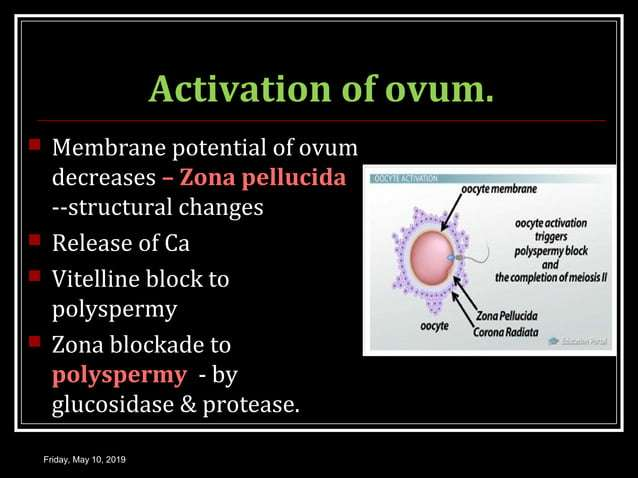 Activation of ovum.
Membrane potential of ovum
decreases – Zona pellucida
--structural changes
Release of Ca
Vitelline block to
polyspermy
Zona blockade to
polyspermy - by
glucosidase & protease.
OOCYTE ACTIVATION
oocyte membrane
oocyte activation
triggers
polyspermy block
and
the completion of meiosis II
Zona Pellucida
Corona Radiata
oocyte
Education Portal
Friday, May 10, 2019